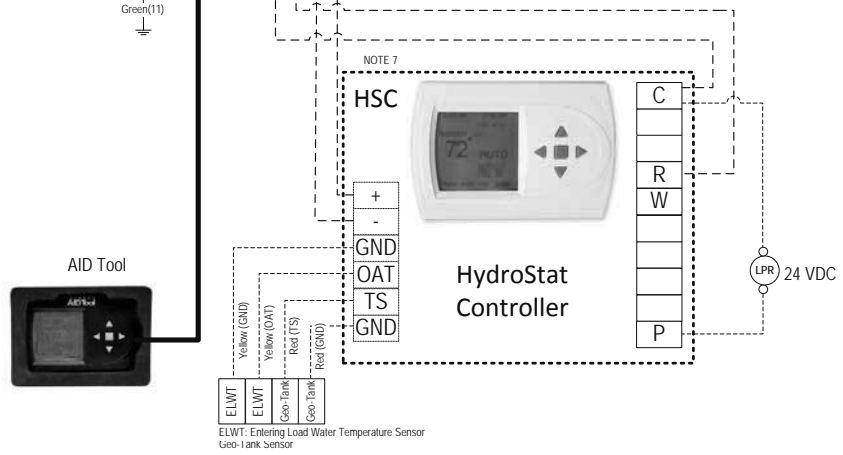 Green(11)
NOTE 7
HSC
C
R
W
P
+
-
GND
OAT
TS
GND
72°
AUTO
HydroStat
Controller
LPR
24 VDC
AID Tool
AID Tool
Yellow (GND)
Yellow (OAT)
Red (TS)
Red (GND)
ELWT
ELWT
Geo-Tank
Geo-Tank
ELWT: Entering Load Water Temperature Sensor
Geo-Tank Sensor